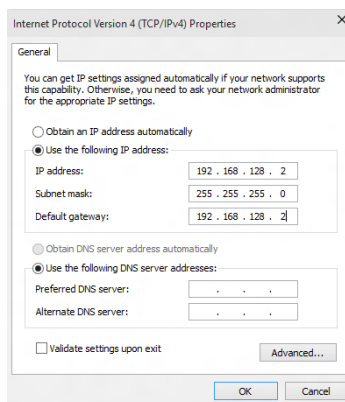 Internet Protocol Version 4 (TCP/IPv4) Properties
General
You can get IP settings assigned automatically if your network supports
this capability. Otherwise, you need to ask your network administrator
for the appropriate IP settings.
Obtain an IP address automatically
Use the following IP address:
IP address: 192 . 168 . 128 . 2
Subnet mask: 255 . 255 . 255 . 0
Default gateway: 192 . 168 . 128 . 2
Obtain DNS server address automatically
Use the following DNS server addresses:
Preferred DNS server: . . .
Alternate DNS server: . . .
Validate settings upon exit
Advanced...
OK Cancel